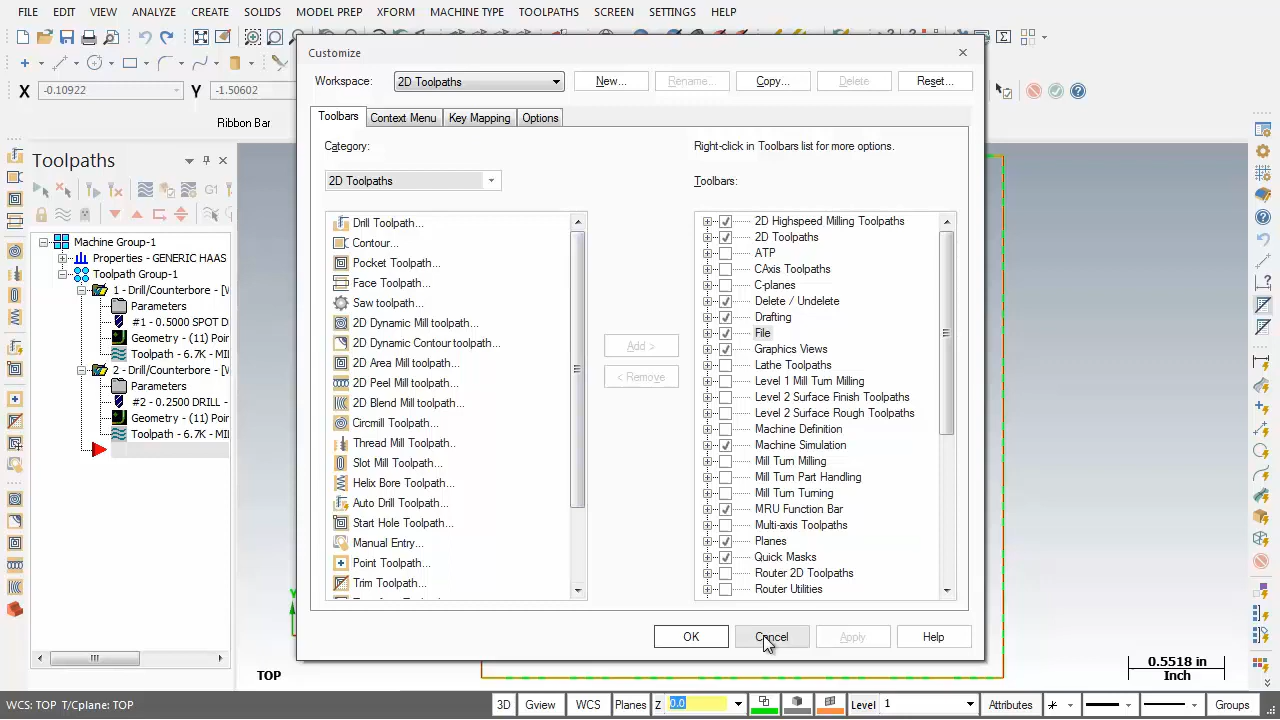 FILE EDIT VIEW ANALYZE CREATE SOLIDS MODEL PREP XFORM MACHINE TYPE TOOLPATHS SCREEN SETTINGS HELP
Customize
Workspace: 2D Toolpaths New... Rename... Copy... Delete Reset...
X -0.10922 Y -1.50602
Toolbars Context Menu Key Mapping Options
Ribbon Bar
Category: Right-click in Toolbars list for more options.
2D Toolpaths Toolbars:
Toolpaths
G1
Machine Group-1
Properties - GENERIC HAAS
Toolpath Group-1
1 - Drill/Counterbore - [W
Parameters
#1 - 0.5000 SPOT D
Geometry - (11) Poin
Toolpath - 6.7K - MI
2 - Drill/Counterbore - [W
Parameters
#2 - 0.2500 DRILL -
Geometry - (11) Poin
Toolpath - 6.7K - MI
Drill Toolpath...
Contour...
Pocket Toolpath...
Face Toolpath...
Saw toolpath...
2D Dynamic Mill toolpath...
2D Dynamic Contour toolpath...
2D Area Mill toolpath...
2D Peel Mill toolpath...
2D Blend Mill toolpath...
Circmill Toolpath...
Thread Mill Toolpath...
Slot Mill Toolpath...
Helix Bore Toolpath...
Auto Drill Toolpath...
Start Hole Toolpath...
Manual Entry...
Point Toolpath...
Trim Toolpath...
Add >
< Remove
2D Highspeed Milling Toolpaths
2D Toolpaths
ATP
CAxis Toolpaths
C-planes
Delete / Undelete
Drafting
File
Graphics Views
Lathe Toolpaths
Level 1 Mill Turn Milling
Level 2 Surface Finish Toolpaths
Level 2 Surface Rough Toolpaths
Machine Definition
Machine Simulation
Mill Turn Milling
Mill Turn Part Handling
Mill Turn Turning
MRU Function Bar
Multi-axis Toolpaths
Planes
Quick Masks
Router 2D Toolpaths
Router Utilities
OK Cancel Apply Help
TOP
0.5518 in
Inch
WCS: TOP T/Cplane: TOP 3D Gview WCS Planes Z 0.0 Level 1 Attributes Groups